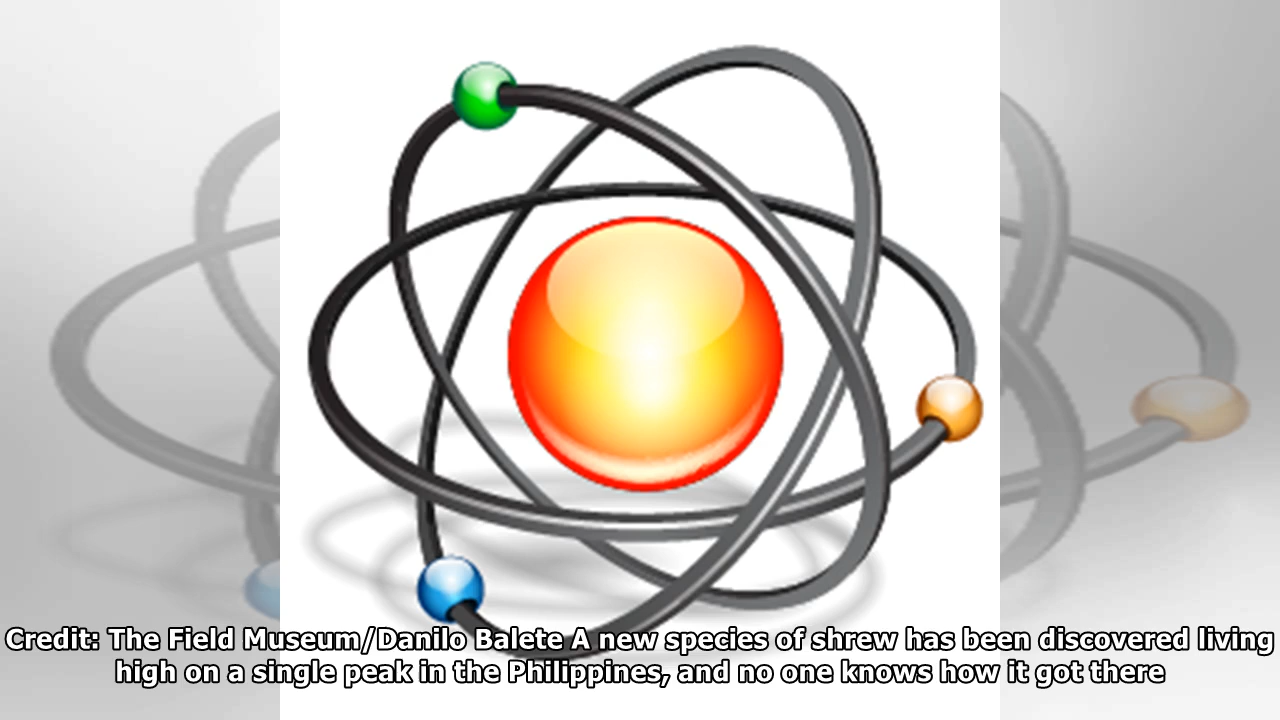 Credit: The Field Museum/Danilo Balete A new species of shrew has been discovered living
high on a single peak in the Philippines, and no one knows how it got there